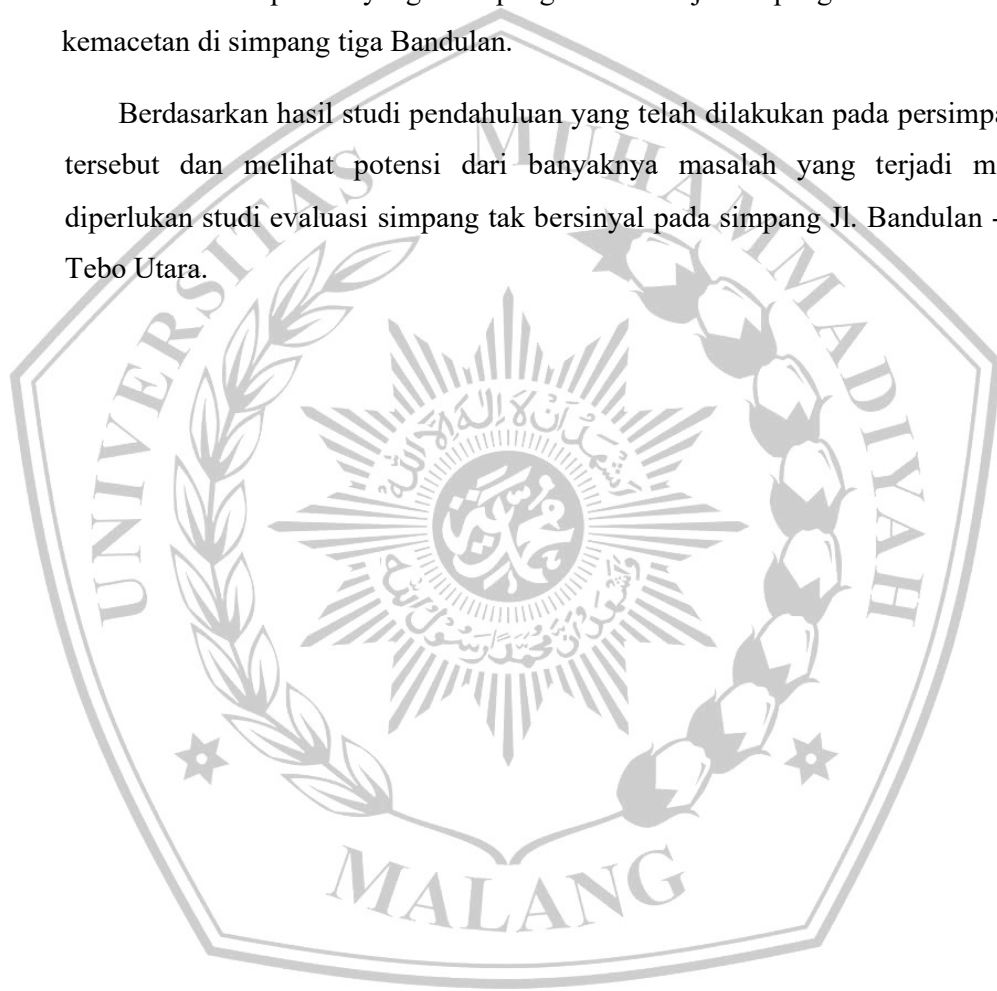 kemacetan di simpang tiga Bandulan.
Berdasarkan hasil studi pendahuluan yang telah dilakukan pada
tersebut dan melihat potensi dari banyaknya masalah yang terjadi
diperlukan studi evaluasi simpang tak bersinyal pada simpang Jl. Bandulan -
Tebo Utara.
UNIVERSITAS MUHAMMADIYAH
MALANG